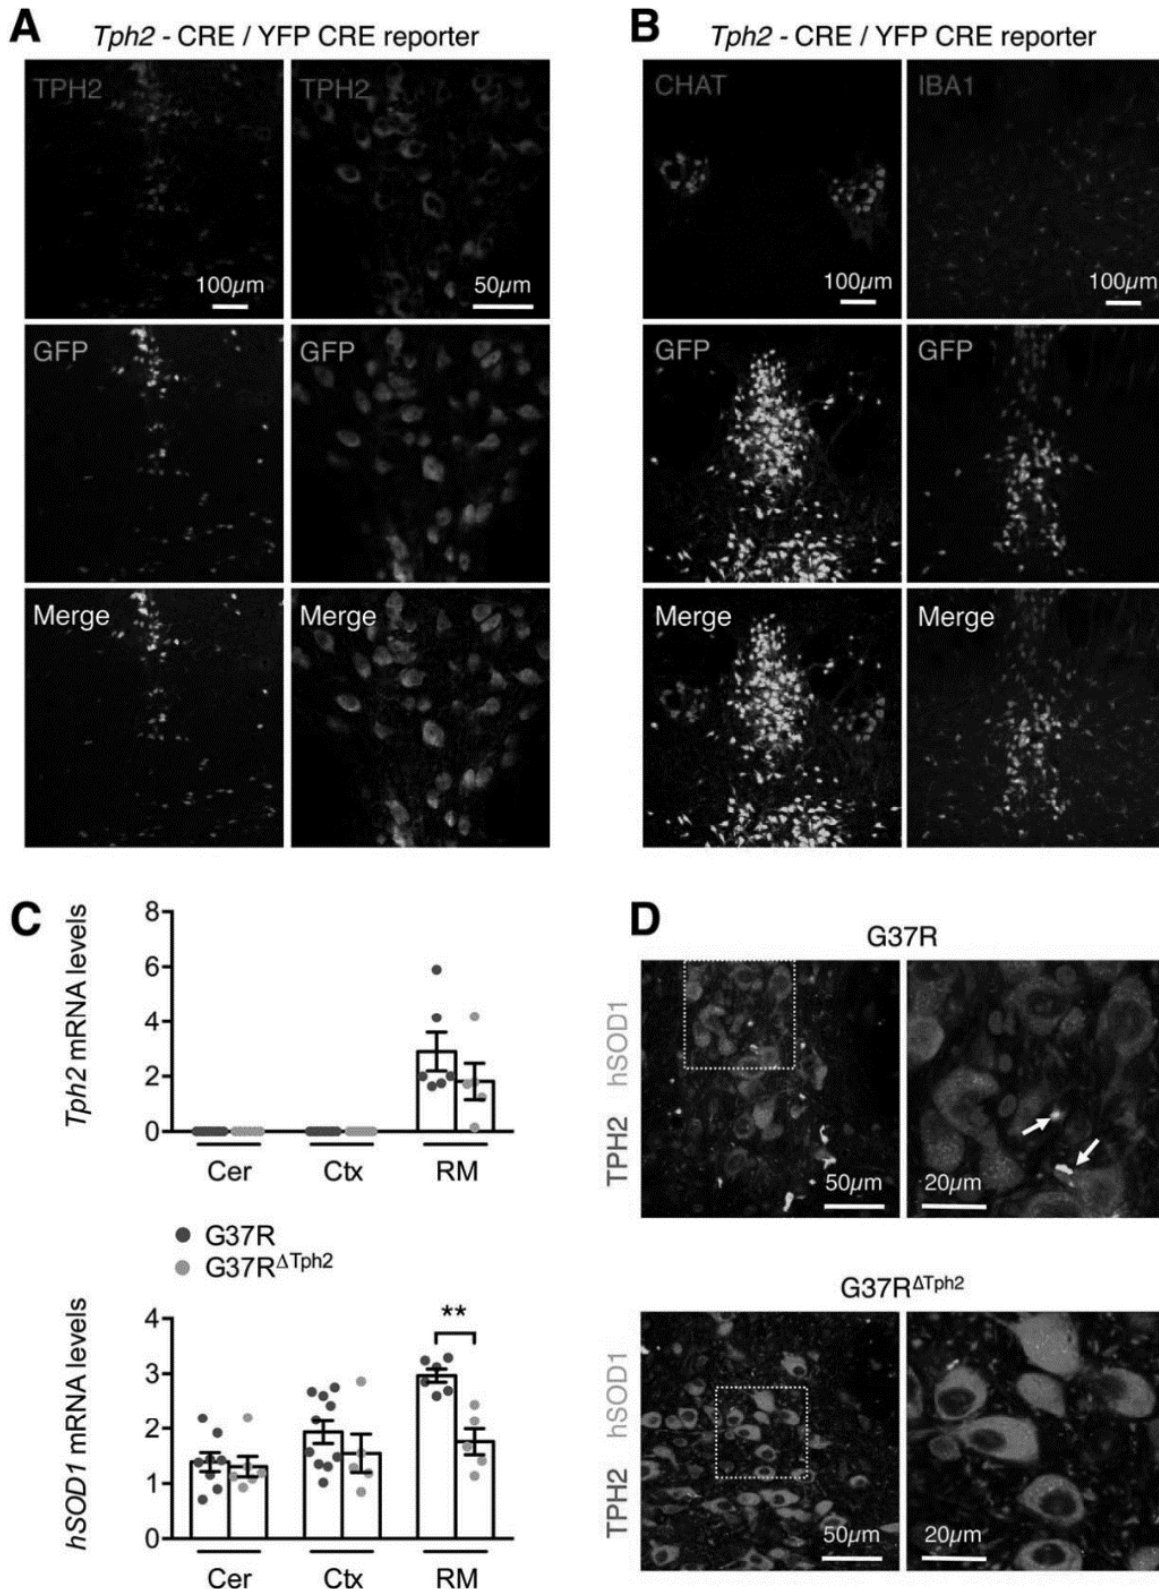 A
Tph2 - CRE / YFP CRE reporter
TPH2
TPH2
100µm
50µm
GFP
GFP
Merge
Merge
B
Tph2 - CRE / YFP CRE reporter
CHAT
IBA1
100µm
100µm
GFP
GFP
Merge
Merge
C
Tph2 mRNA levels
8
6
4
2
0
Cer
Ctx
RM
G37R
G37RΔTph2
hSOD1 mRNA levels
4
3
2
1
0
**
Cer
Ctx
RM
D
G37R
TPH2 hSOD1
50µm
20µm
G37RΔTph2
TPH2 hSOD1
50µm
20µm